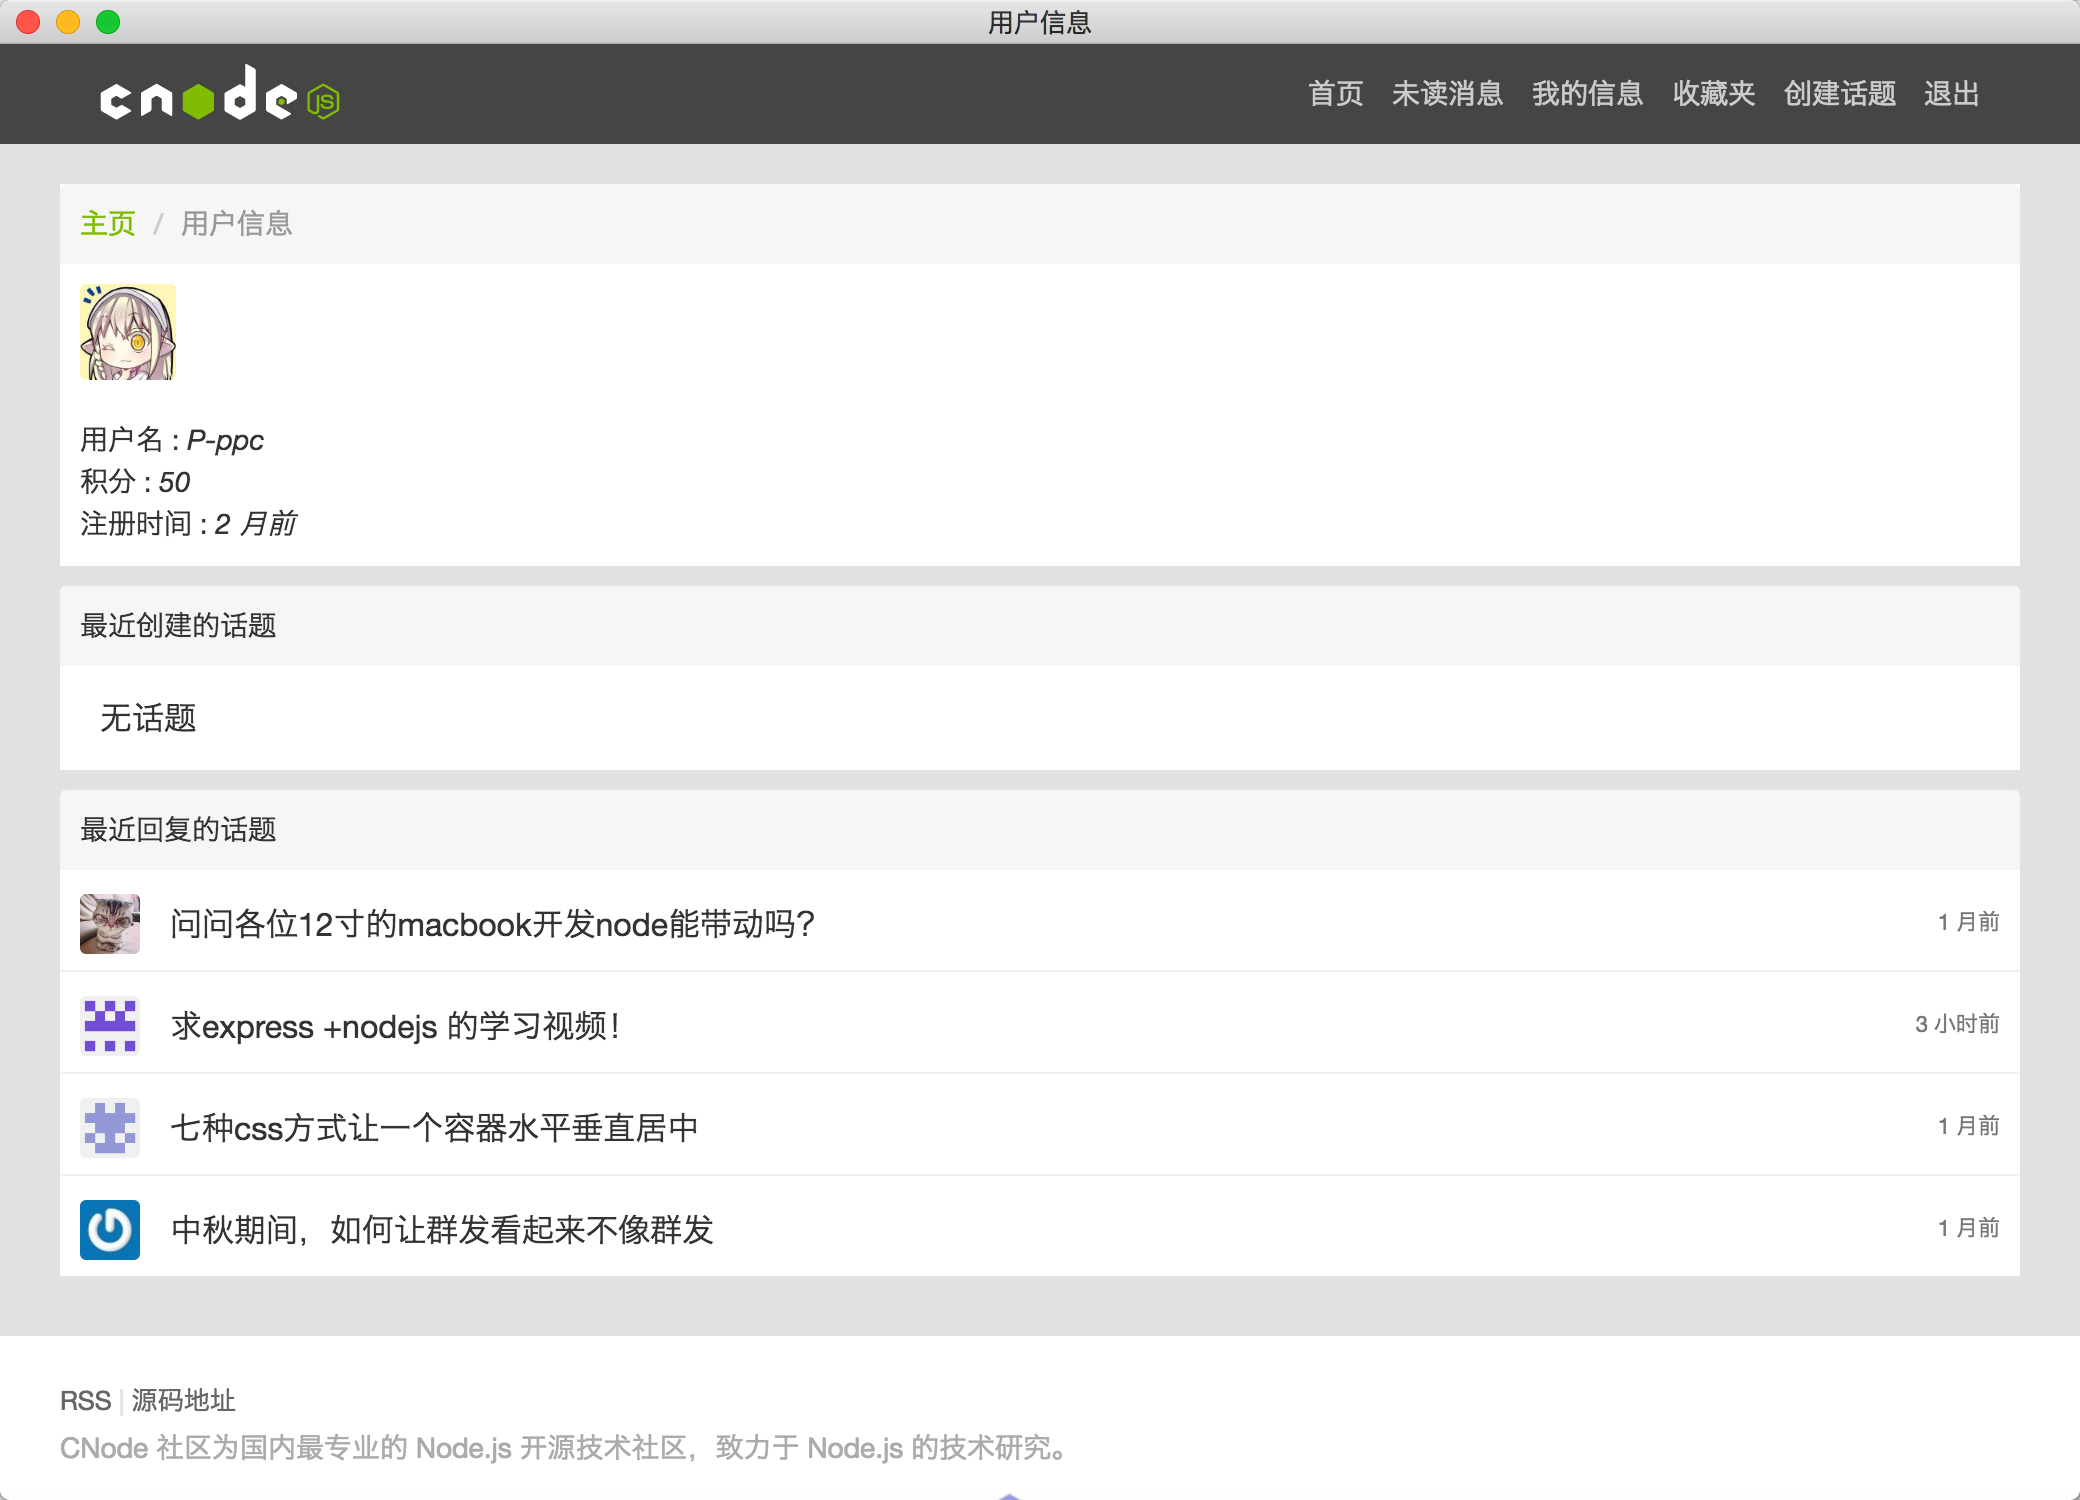 用户信息
cnode JS
首页 未读消息 我的信息 收藏夹 创建话题 退出
主页 / 用户信息
用户名 : P-ppc
积分 : 50
注册时间 : 2 月前
最近创建的话题
无话题
最近回复的话题
问问各位12寸的macbook开发node能带动吗？ 1 月前
求express +nodejs 的学习视频！ 3 小时前
七种css方式让一个容器水平垂直居中 1 月前
中秋期间，如何让群发看起来不像群发 1 月前
RSS | 源码地址
CNode 社区为国内最专业的 Node.js 开源技术社区，致力于 Node.js 的技术研究。